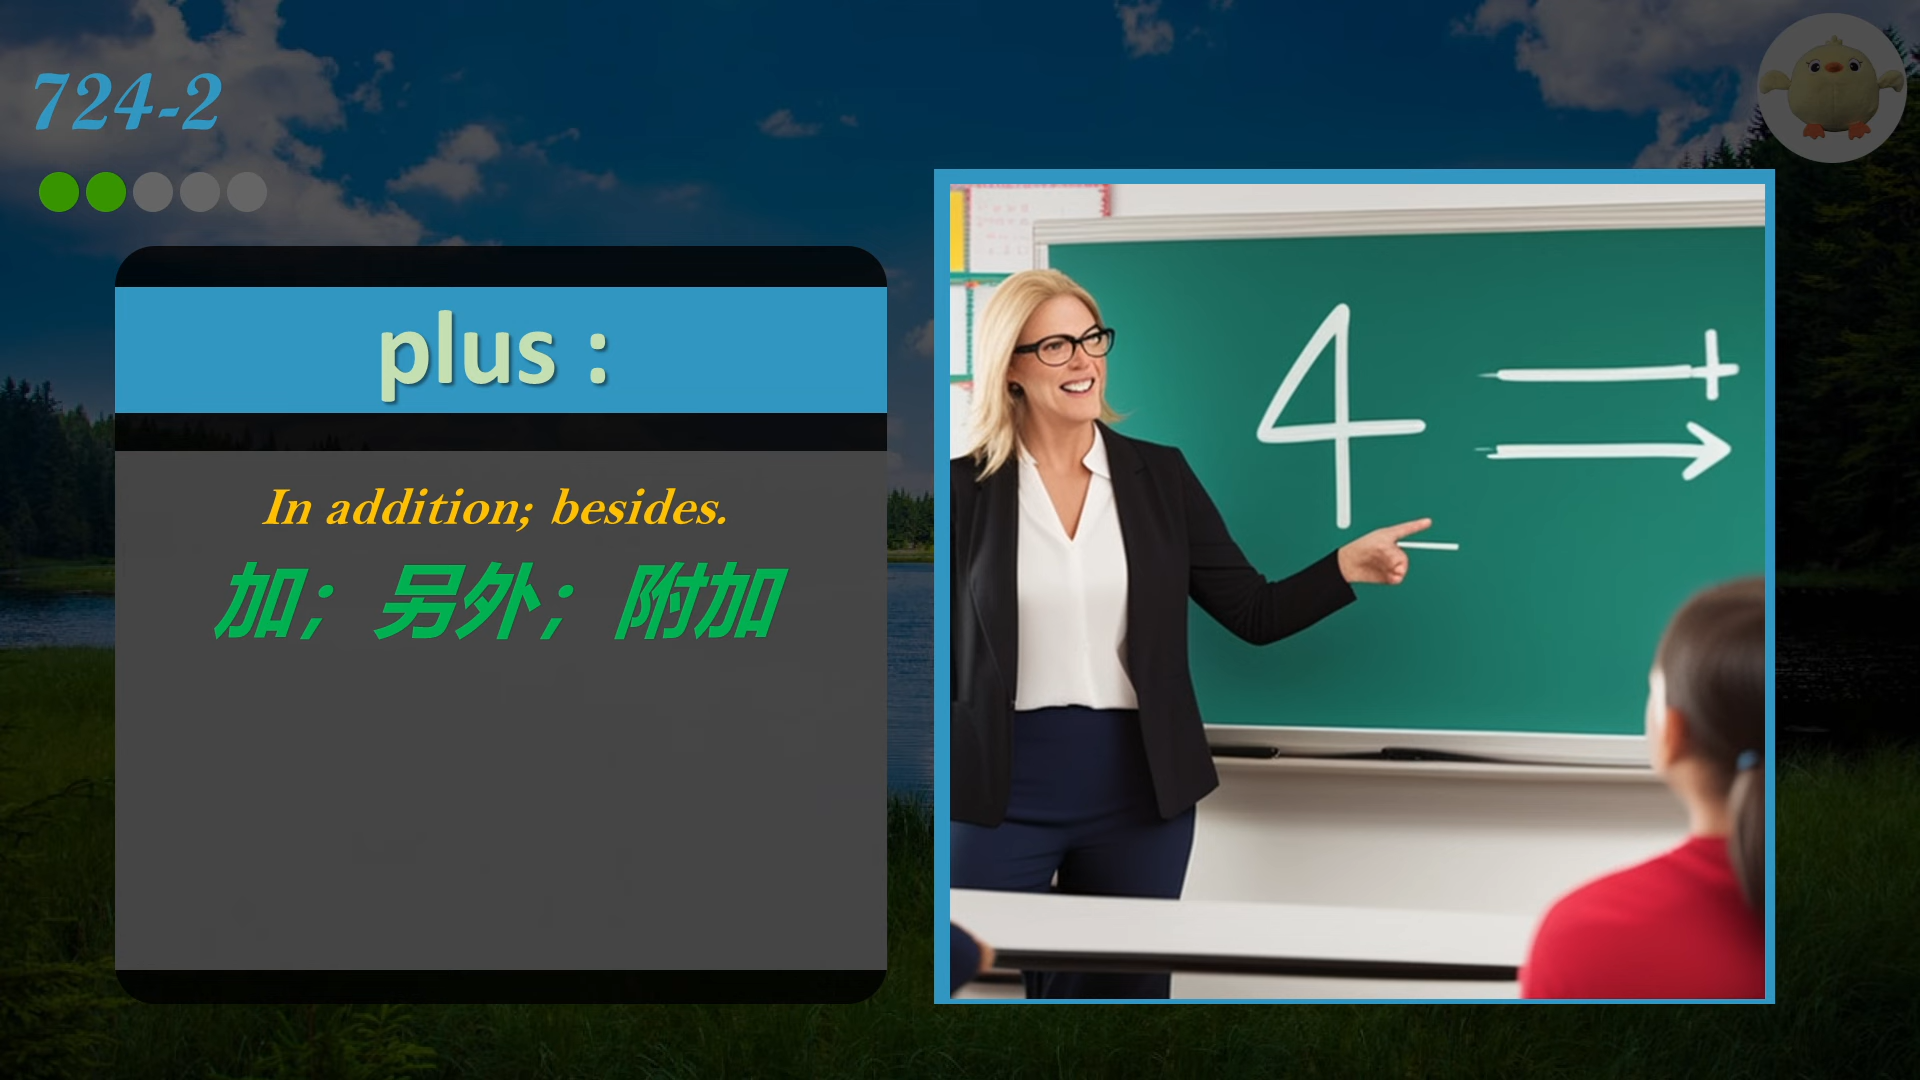 724-2
plus :
In addition; besides.
加；另外；附加
4